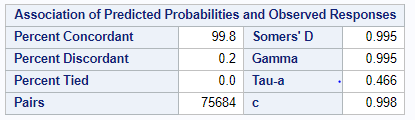 Association of Predicted Probabilities and Observed Responses
Percent Concordant 99.8 Somers' D 0.995
Percent Discordant 0.2 Gamma 0.995
Percent Tied 0.0 Tau-a 0.466
Pairs 75684 c 0.998